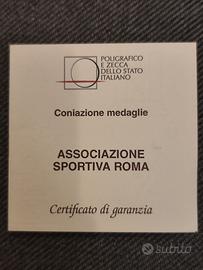 POLIGRAFICO
E ZECCA
DELLO STATO
ITALIANO
Coniazione medaglie
ASSOCIAZIONE
SPORTIVA ROMA
Certificato di garanzia
subito